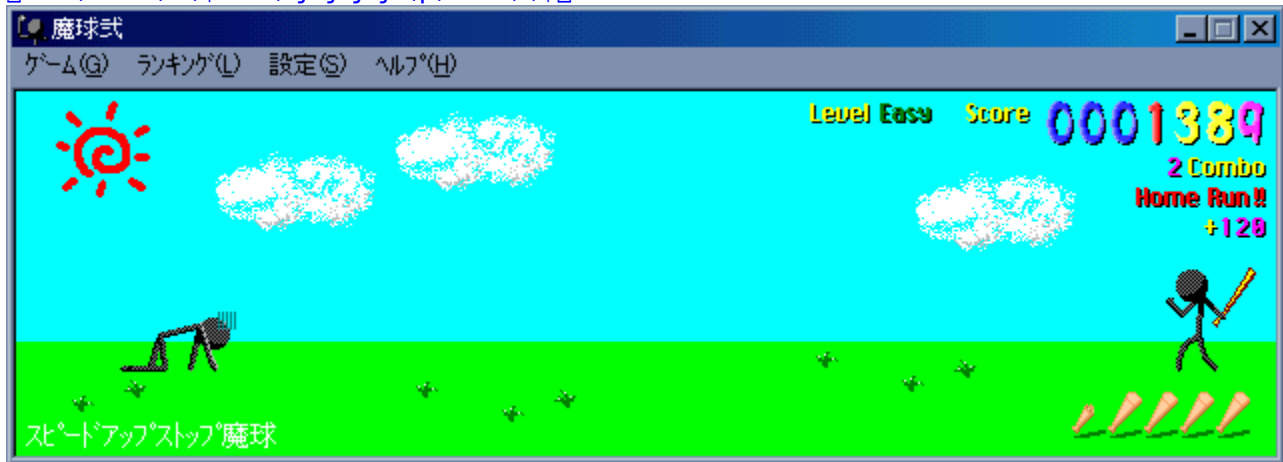 魔球弐
ｹﾞｰﾑ(G) ﾗﾝｷﾝｸﾞ(L) 設定(S) ﾍﾙﾌﾟ(H)
Level Easy Score 0001389
2 Combo
Home Run!!
+120
ｽﾋﾟｰﾄﾞｱｯﾌﾟｽﾄｯﾌﾟ魔球